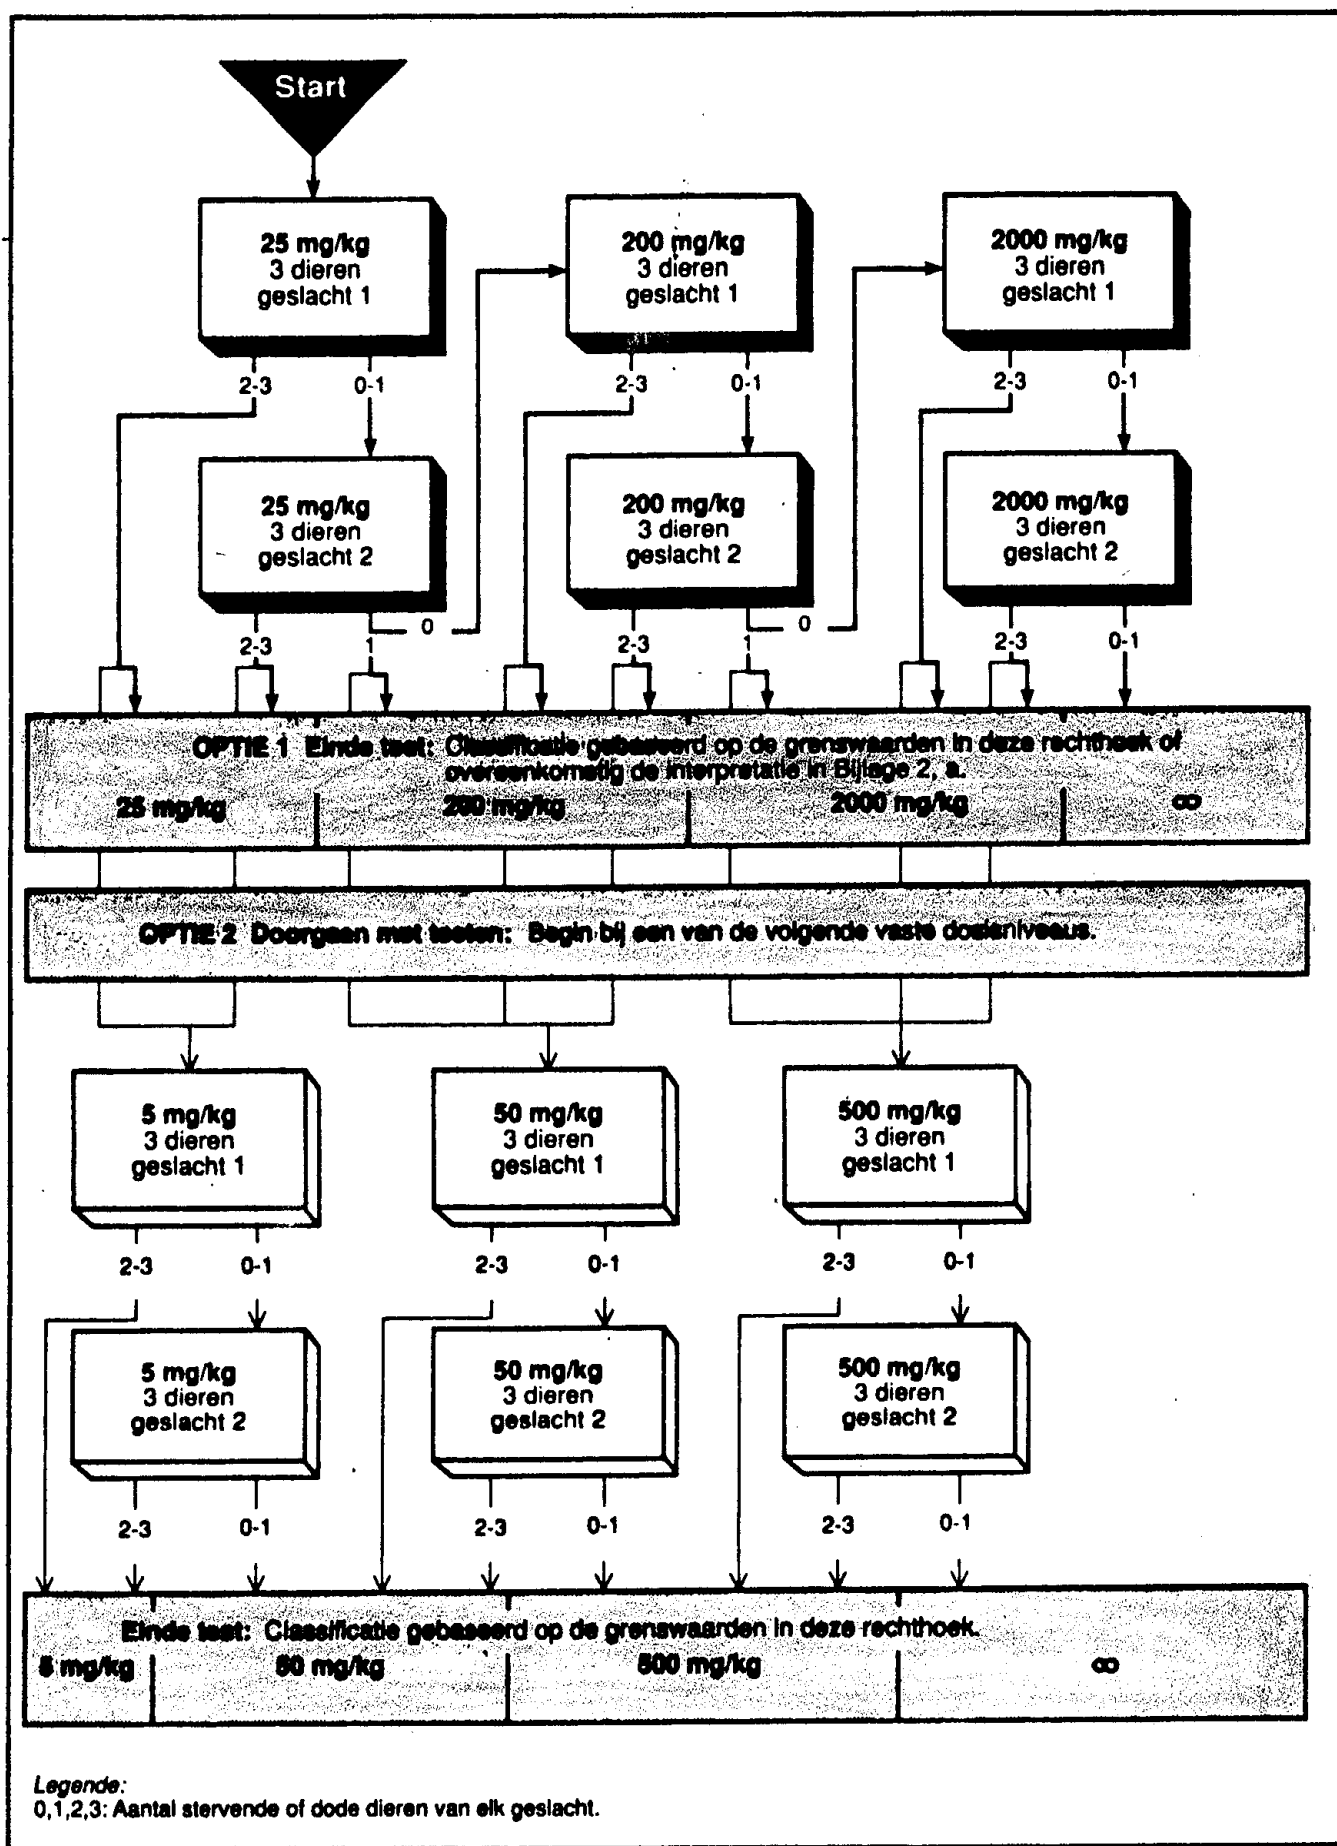 Start
25 mg/kg
3 dieren
geslacht 1
200 mg/kg
3 dieren
geslacht 1
2000 mg/kg
3 dieren
geslacht 1
2-3
0-1
2-3
0-1
2-3
0-1
25 mg/kg
3 dieren
geslacht 2
200 mg/kg
3 dieren
geslacht 2
2000 mg/kg
3 dieren
geslacht 2
2-3
1
0
2-3
1
0
2-3
0-1
OPTIE 1 Einde test: Classificatie gebaseerd op de grenswaarden in deze rechthoek of
overeenkomstig de interpretatie in Bijlage 2, a.
25 mg/kg
200 mg/kg
2000 mg/kg
∞
OPTIE 2 Doorgaan met testen: Begin bij een van de volgende vaste dosisniveaus.
5 mg/kg
3 dieren
geslacht 1
50 mg/kg
3 dieren
geslacht 1
500 mg/kg
3 dieren
geslacht 1
2-3
0-1
2-3
0-1
2-3
0-1
5 mg/kg
3 dieren
geslacht 2
50 mg/kg
3 dieren
geslacht 2
500 mg/kg
3 dieren
geslacht 2
2-3
0-1
2-3
0-1
2-3
0-1
Einde test: Classificatie gebaseerd op de grenswaarden in deze rechthoek.
5 mg/kg
50 mg/kg
500 mg/kg
∞
Legende:
0,1,2,3: Aantal stervende of dode dieren van elk geslacht.